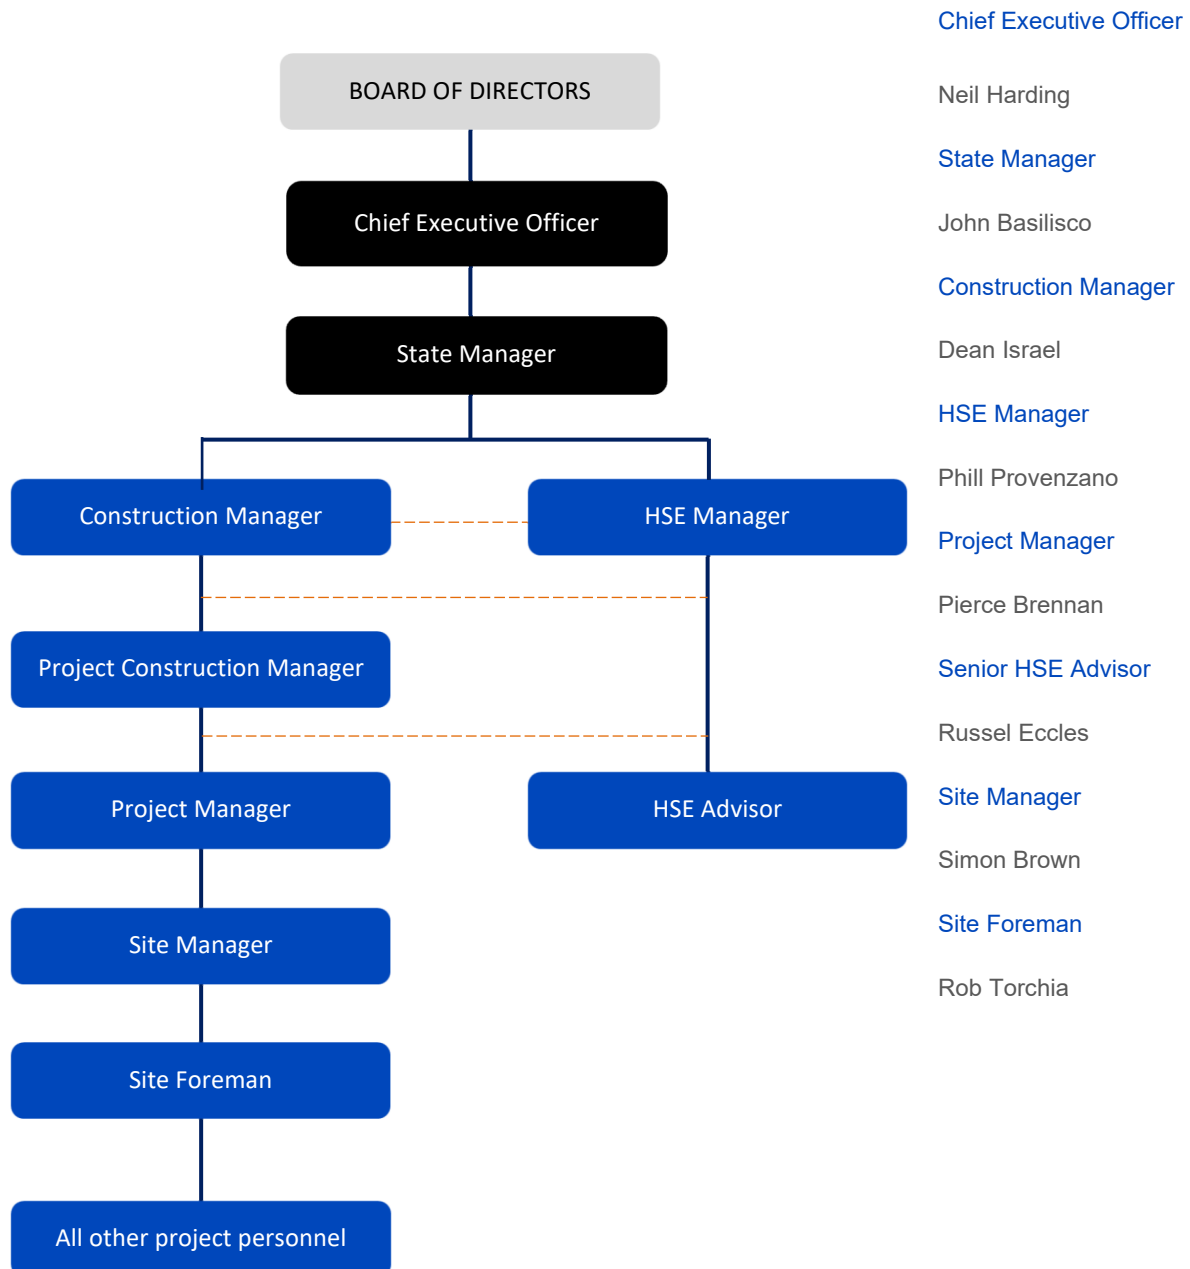 BOARD OF DIRECTORS
Chief Executive Officer
State Manager
Construction Manager
HSE Manager
Project Construction Manager
Project Manager
HSE Advisor
Site Manager
Site Foreman
All other project personnel
Chief Executive Officer
Neil Harding
State Manager
John Basilisco
Construction Manager
Dean Israel
HSE Manager
Phill Provenzano
Project Manager
Pierce Brennan
Senior HSE Advisor
Russel Eccles
Site Manager
Simon Brown
Site Foreman
Rob Torchia